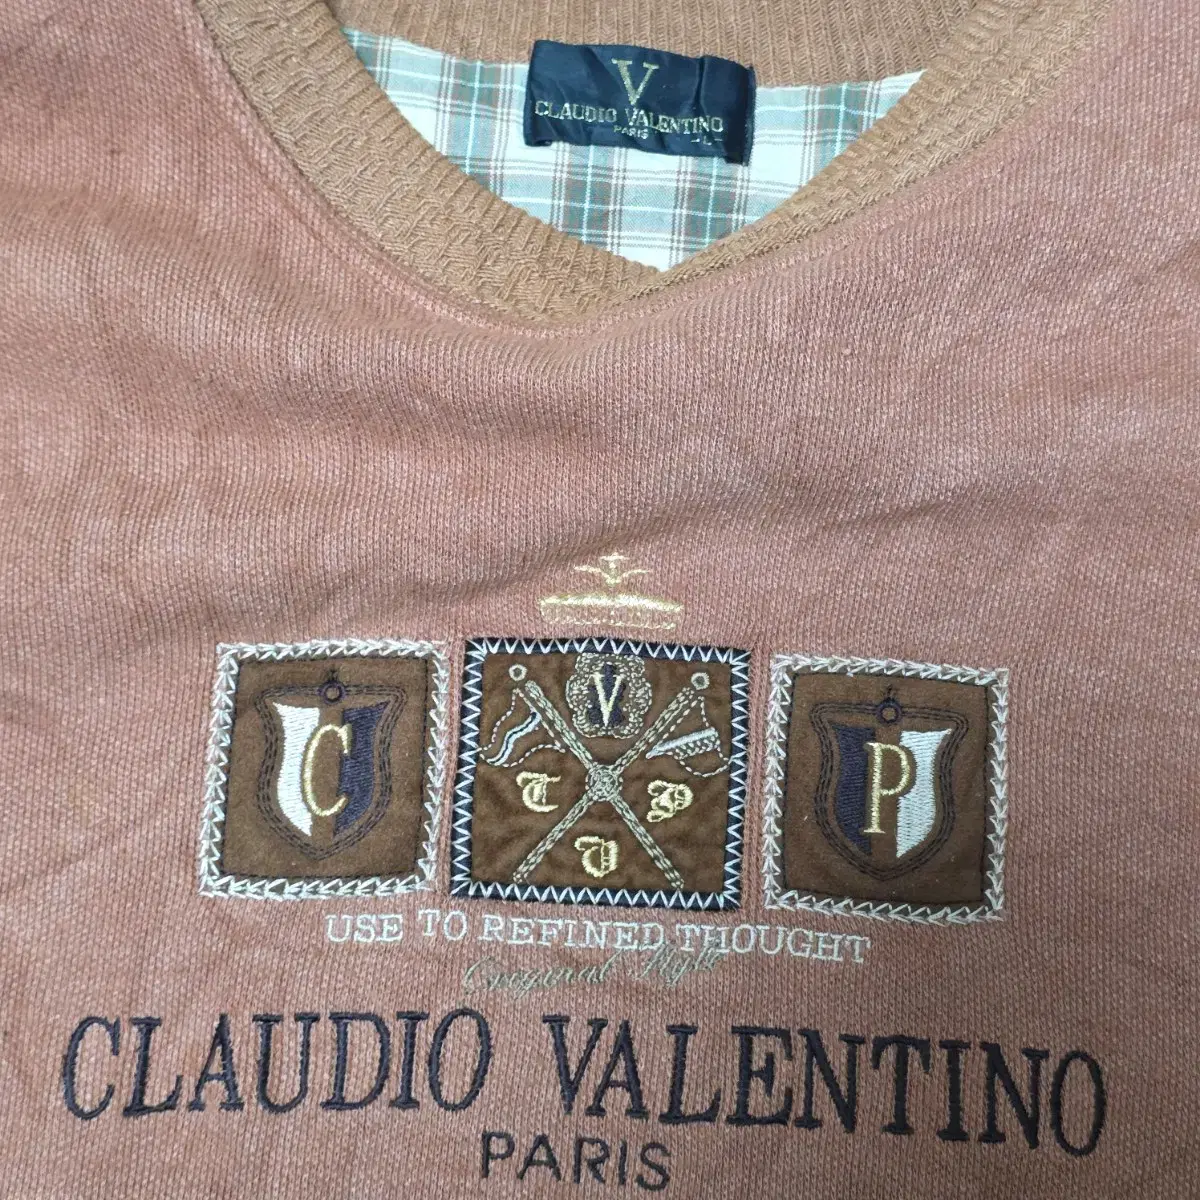 V
CLAUDIO VALENTINO
PARIS -L-
C
V
P
USE TO REFINED THOUGHT
Original Style
CLAUDIO VALENTINO
PARIS